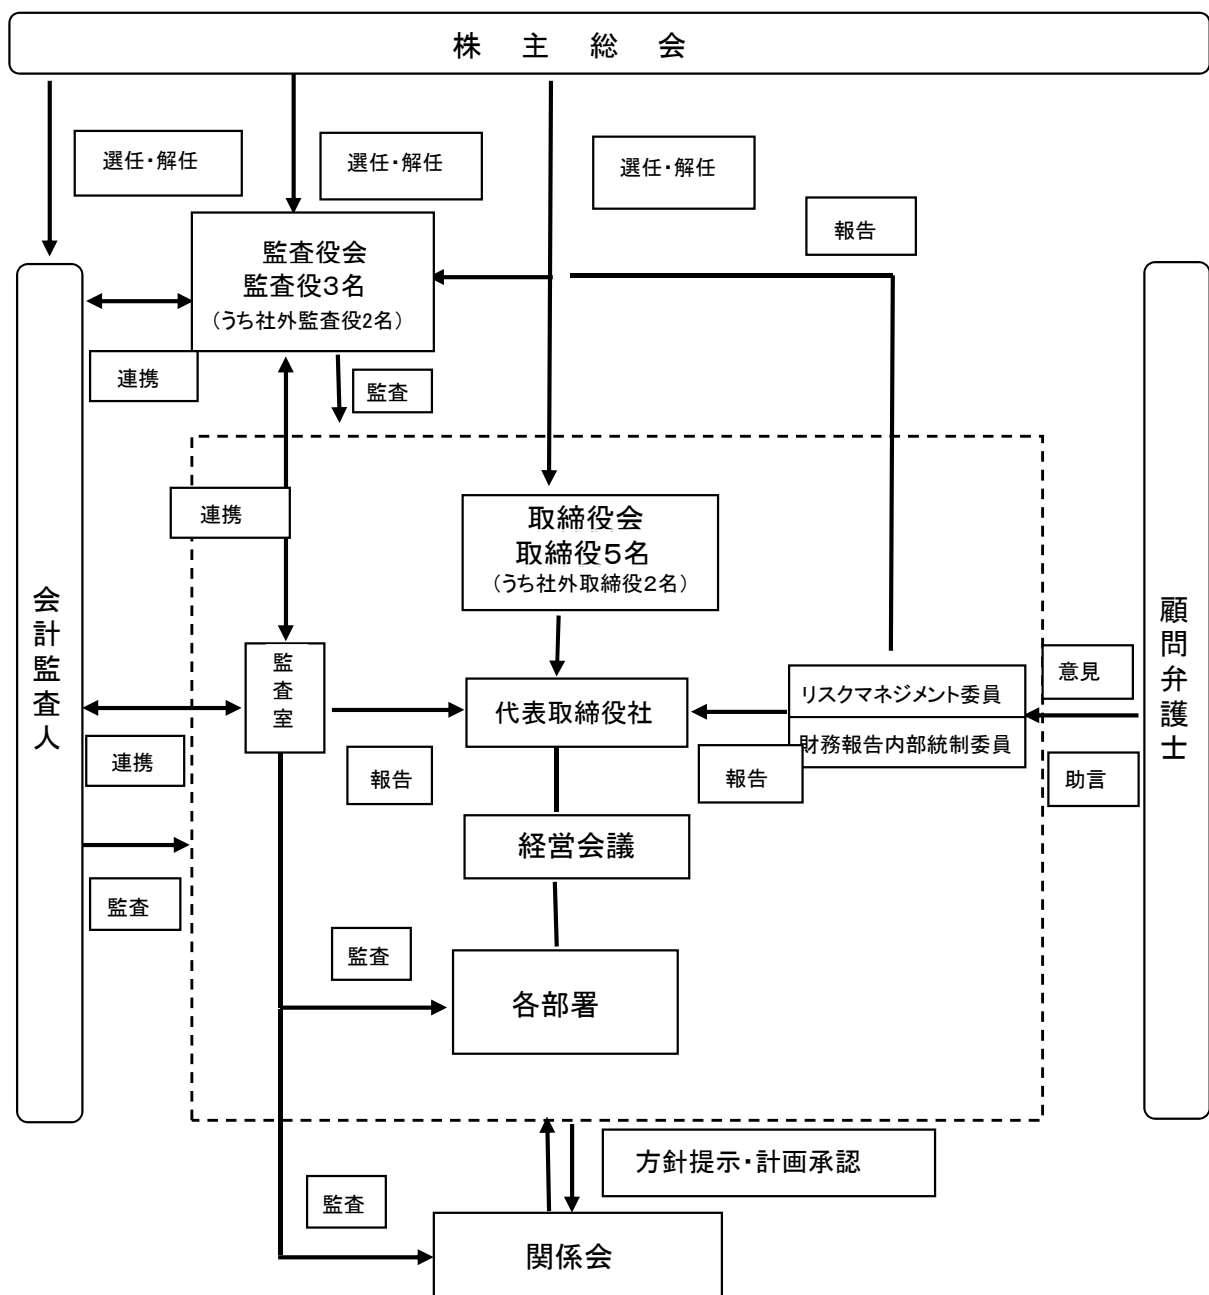 株 主 総 会
選任・解任
選任・解任
選任・解任
報告
監査役会
監査役3名
(うち社外監査役2名)
連携
監査
連携
取締役会
取締役5名
(うち社外取締役2名)
会計監査人
顧問弁護士
監査室
代表取締役社
リスクマネジメント委員
財務報告内部統制委員
意見
連携
報告
報告
助言
経営会議
監査
監査
各部署
方針提示・計画承認
監査
関係会